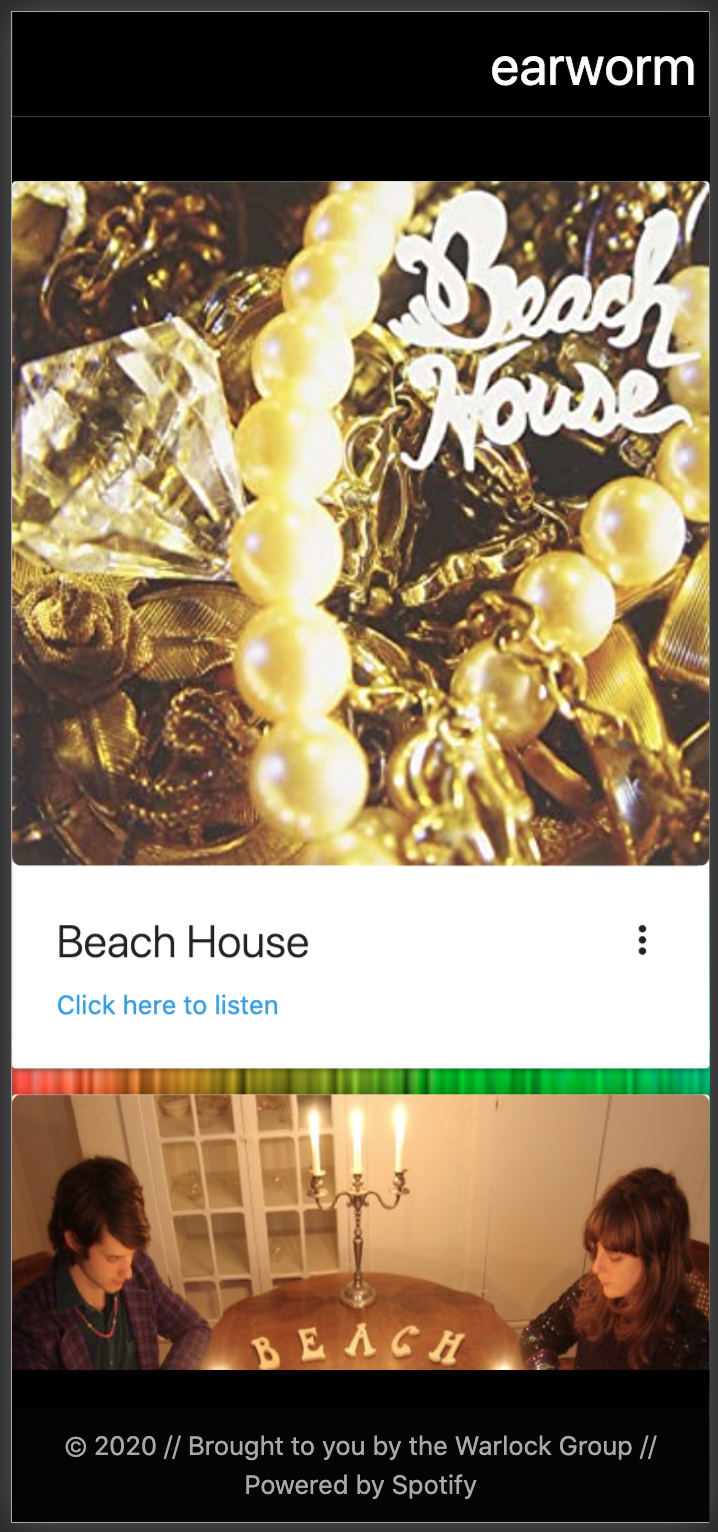 earworm
Beach
House
Beach House
Click here to listen
BEACH
© 2020 // Brought to you by the Warlock Group //
Powered by Spotify